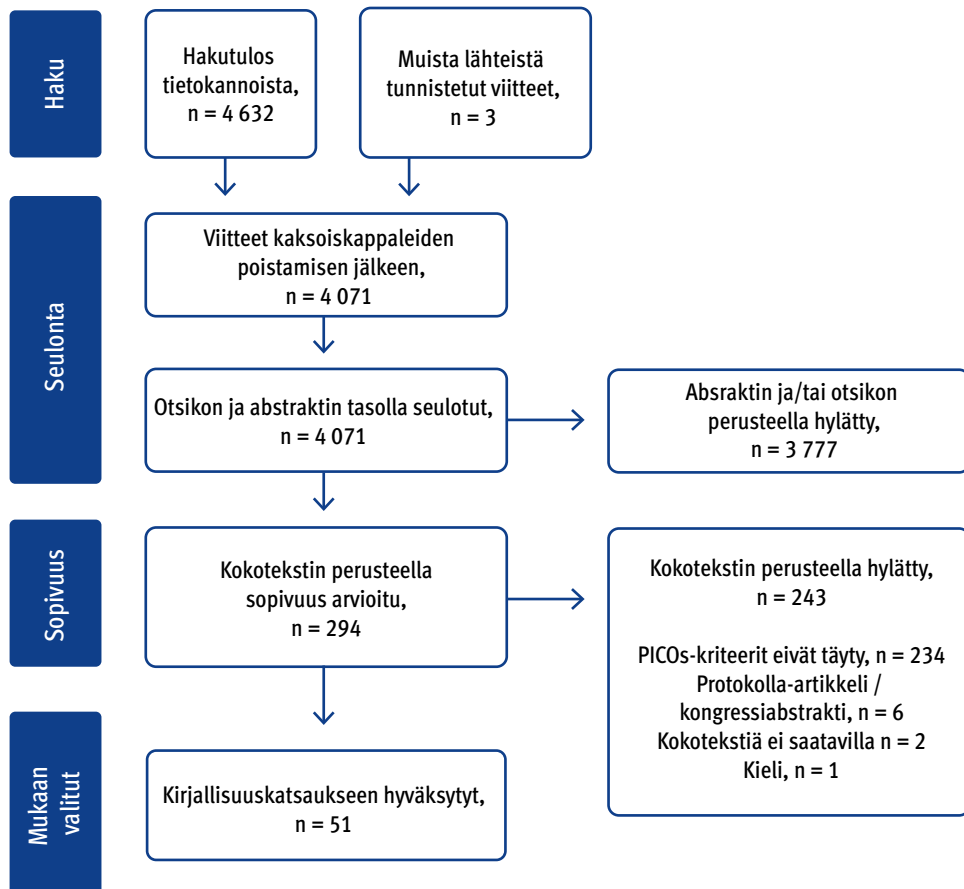 Haku
Hakutulos
tietokannoista,
n = 4 632
Muista lähteistä
tunnistetut viitteet,
n = 3
Seulonta
Viitteet kaksoiskappaleiden
poistamisen jälkeen,
n = 4 071
Otsikon ja abstraktin tasolla seulotut,
n = 4 071
Absraktin ja/tai otsikon
perusteella hylätty,
n = 3 777
Sopivuus
Kokotekstin perusteella
sopivuus arvioitu,
n = 294
Kokotekstin perusteella hylätty,
n = 243
PICOs-kriteerit eivät täyty, n = 234
Protokolla-artikkeli /
kongressiabstrakti, n = 6
Kokotekstiä ei saatavilla n = 2
Kieli, n = 1
Mukaan
valitut
Kirjallisuuskatsaukseen hyväksytyt,
n = 51